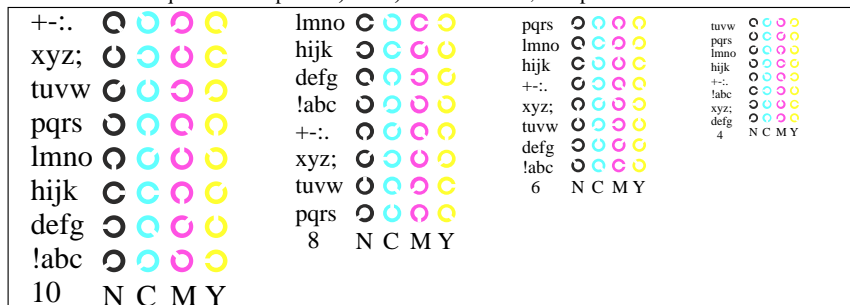 +-:.
xyz;
tuvw
pqrs
lmno
hijk
defg
!abc
10 N C M Y
lmno
hijk
defg
!abc
+-:.
xyz;
tuvw
pqrs
8 N C M Y
pqrs
lmno
hijk
+-:.
xyz;
tuvw
defg
!abc
6 N C M Y
tuvw
pqrs
lmno
hijk
+-:.
!abc
xyz;
defg
4 N C M Y